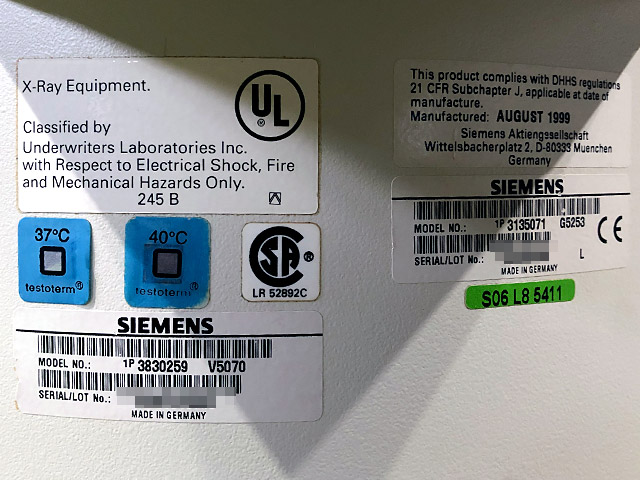 X-Ray Equipment.
UL
®
Classified by
Underwriters Laboratories Inc.
with Respect to Electrical Shock, Fire
and Mechanical Hazards Only.
245 B
37°C
testoterm®
40°C
testoterm®
CSA®
LR 52892C
SIEMENS
MODEL NO.: 1P 3830259 V5070
SERIAL/LOT No.:
MADE IN GERMANY
This product complies with DHHS regulations
21 CFR Subchapter J, applicable at date of
manufacture.
Manufactured: AUGUST 1999
Siemens Aktiengesellschaft
Wittelsbacherplatz 2, D-80333 Muenchen
Germany
SIEMENS
MODEL NO.: 1P 3135071 G5253
CE
SERIAL/LOT No.: L
MADE IN GERMANY
S06 L8 5411